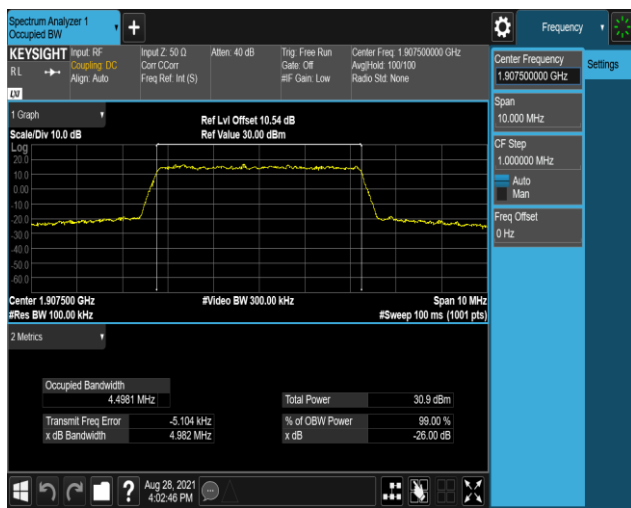 Spectrum Analyzer 1
Occupied BW
Frequency
KEYSIGHT
RL
LXI
Input: RF
Coupling: DC
Align: Auto
Input Z: 50 Ω
Corr CCorr
Freq Ref: Int (S)
Atten: 40 dB
Trig: Free Run
Gate: Off
#IF Gain: Low
Center Freq: 1.907500000 GHz
Avg|Hold: 100/100
Radio Std: None
Center Frequency
1.907500000 GHz
Settings
Span
10.000 MHz
CF Step
1.000000 MHz
Auto
Man
Freq Offset
0 Hz
1 Graph
Scale/Div 10.0 dB
Ref Lvl Offset 10.54 dB
Ref Value 30.00 dBm
Log
20.0
10.0
0.00
-10.0
-20.0
-30.0
-40.0
-50.0
-60.0
Center 1.907500 GHz
#Video BW 300.00 kHz
Span 10 MHz
#Res BW 100.00 kHz
#Sweep 100 ms (1001 pts)
2 Metrics
Occupied Bandwidth
4.4981 MHz
Total Power 30.9 dBm
Transmit Freq Error -5.104 kHz
% of OBW Power 99.00 %
x dB Bandwidth 4.982 MHz
x dB -26.00 dB
?
Aug 28, 2021
4:02:46 PM